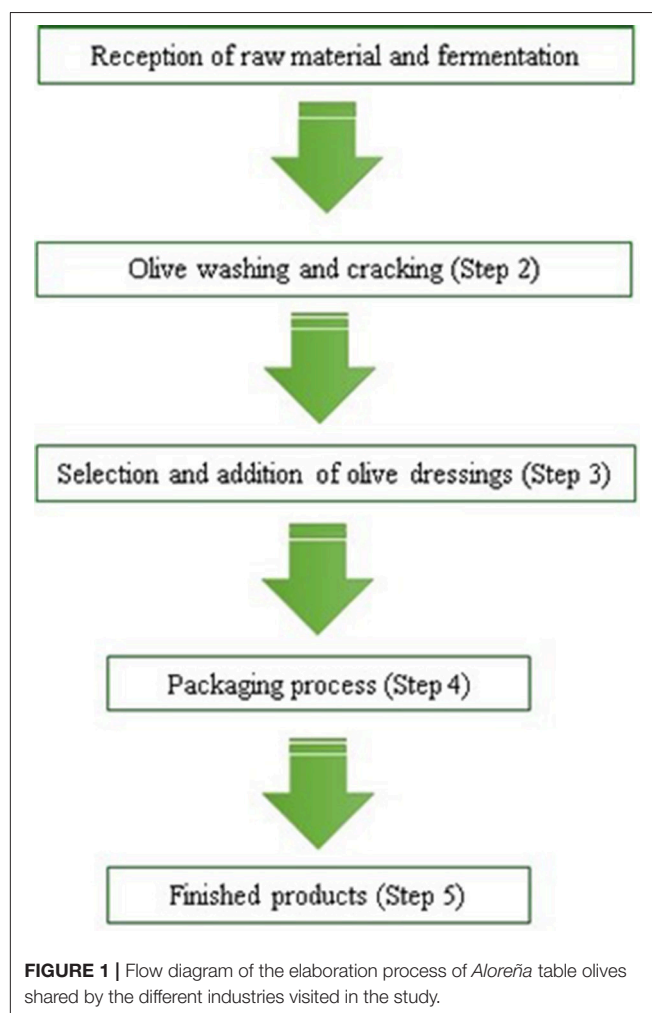 Reception of raw material and fermentation
Olive washing and cracking (Step 2)
Selection and addition of olive dressings (Step 3)
Packaging process (Step 4)
Finished products (Step 5)
FIGURE 1 | Flow diagram of the elaboration process of Aloreña table olives
shared by the different industries visited in the study.